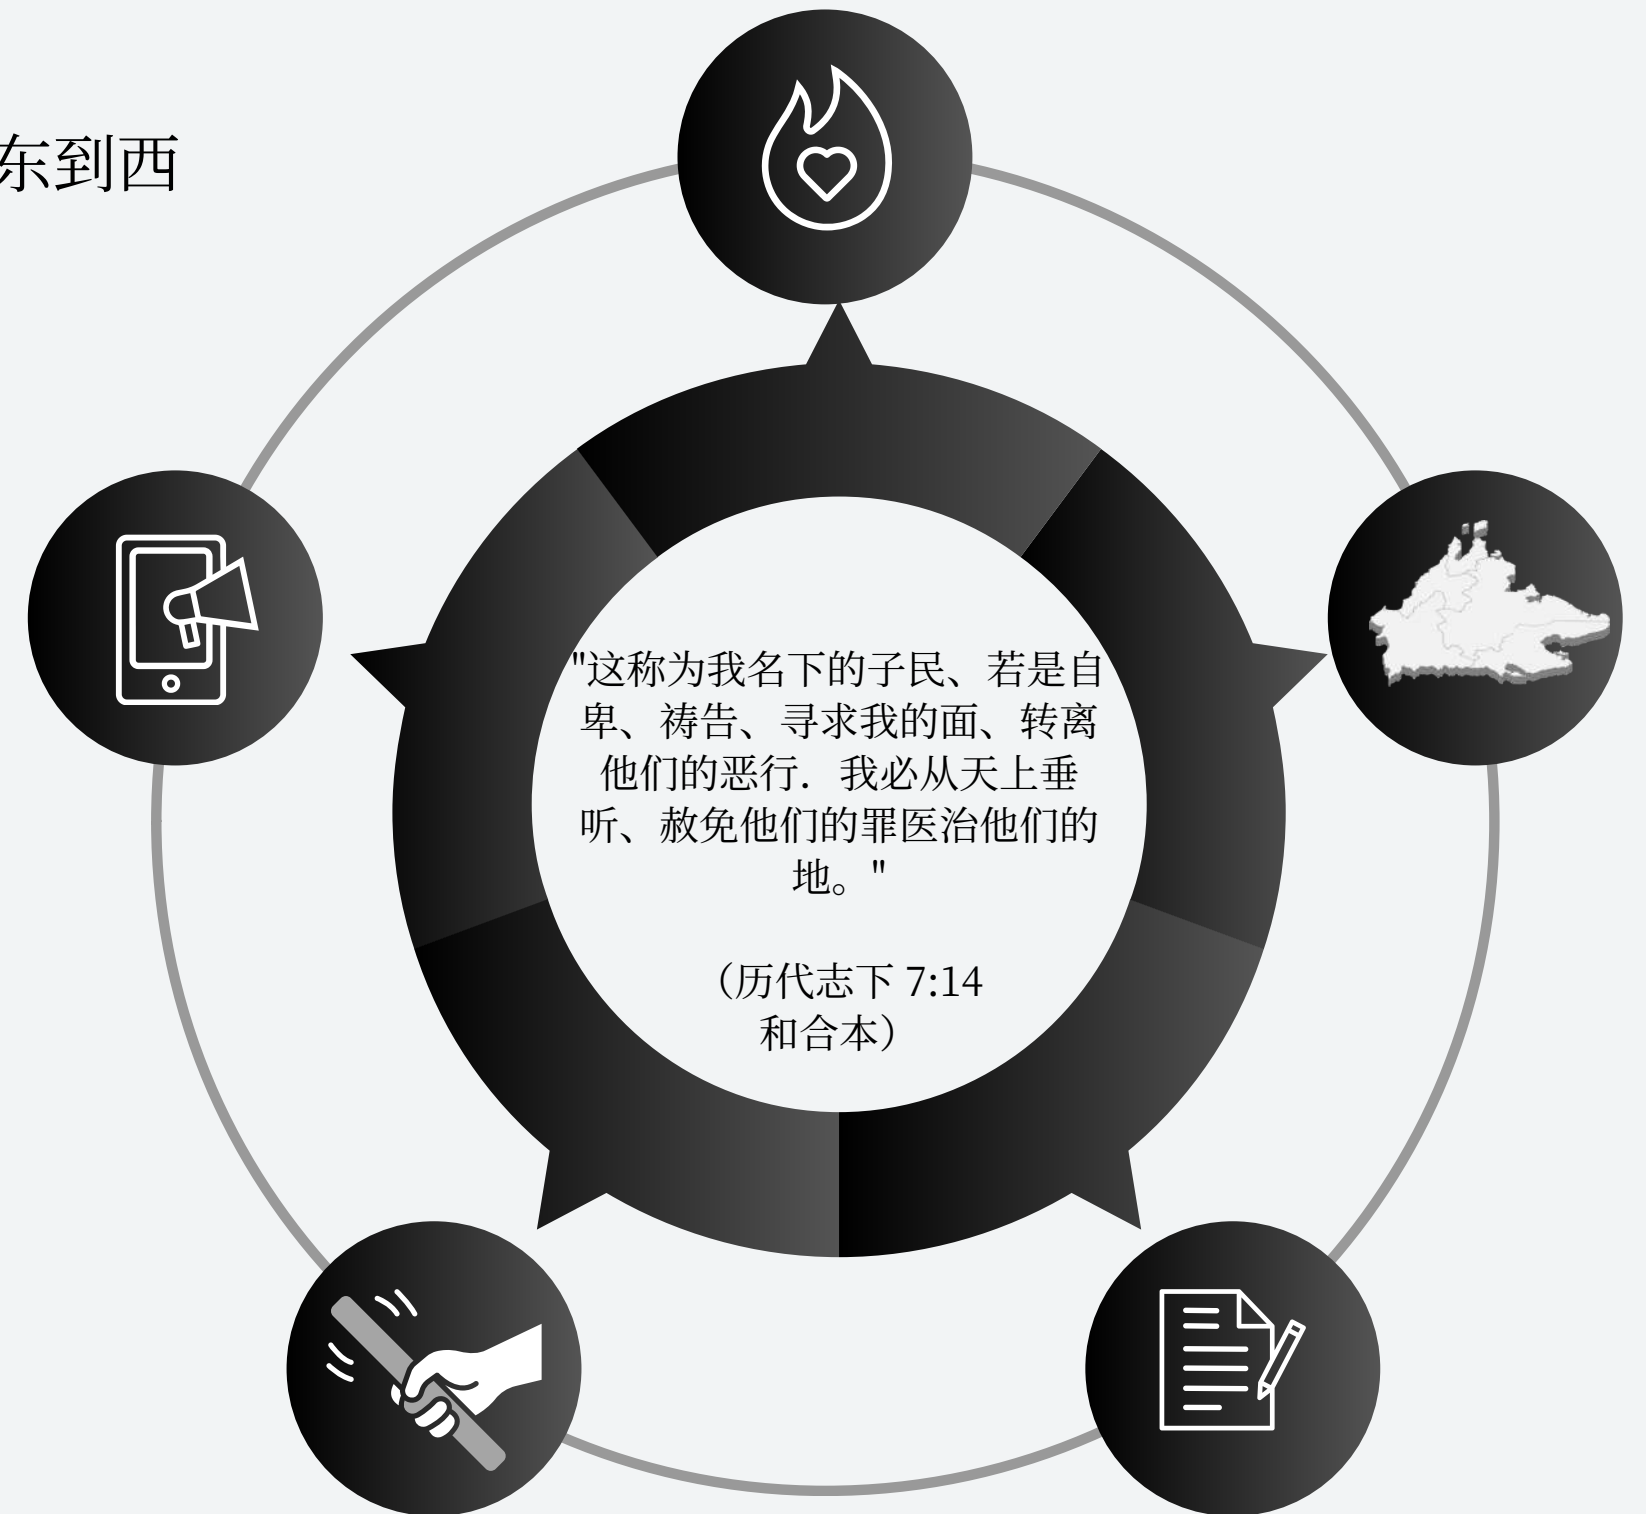 东到西
"这称为我名下的子民、若是自
卑、祷告、寻求我的面、转离
他们的恶行．我必从天上垂
听、赦免他们的罪医治他们的
地。"
（历代志下 7:14
和合本）